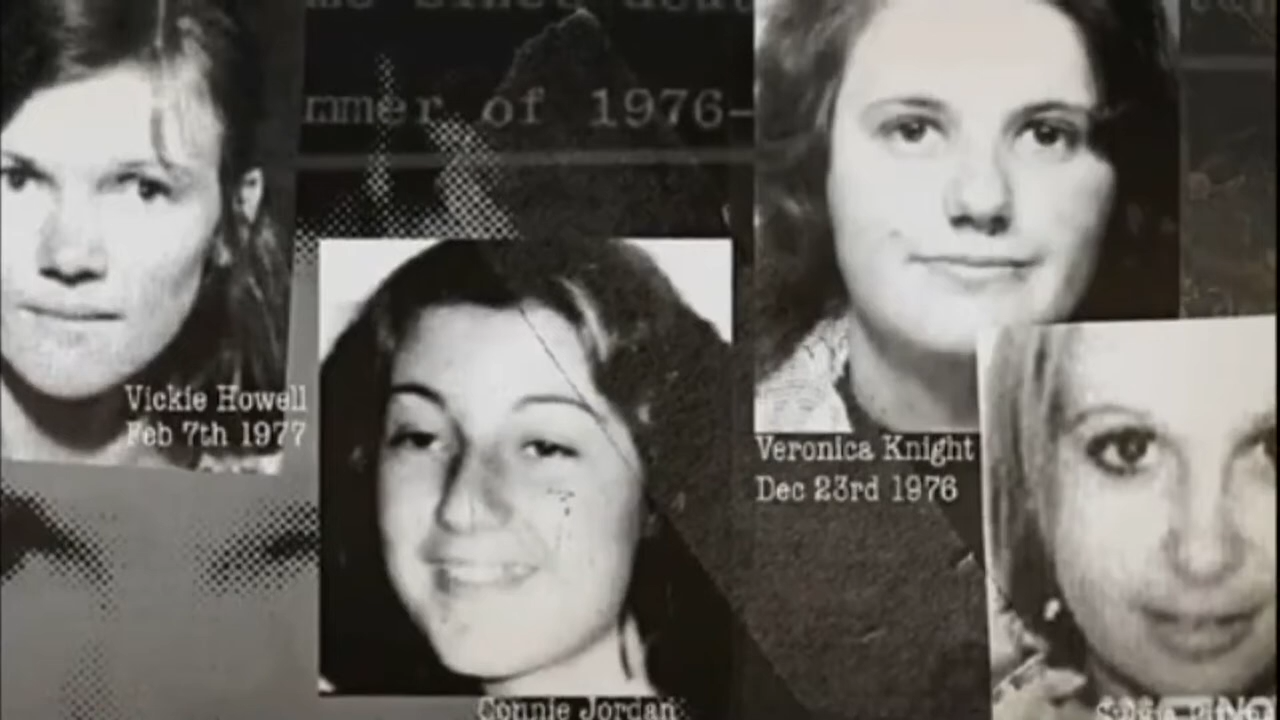 mmer of 1976-
Vickie Howell
Feb 7th 1977
Veronica Knight
Dec 23rd 1976
Connie Jordan